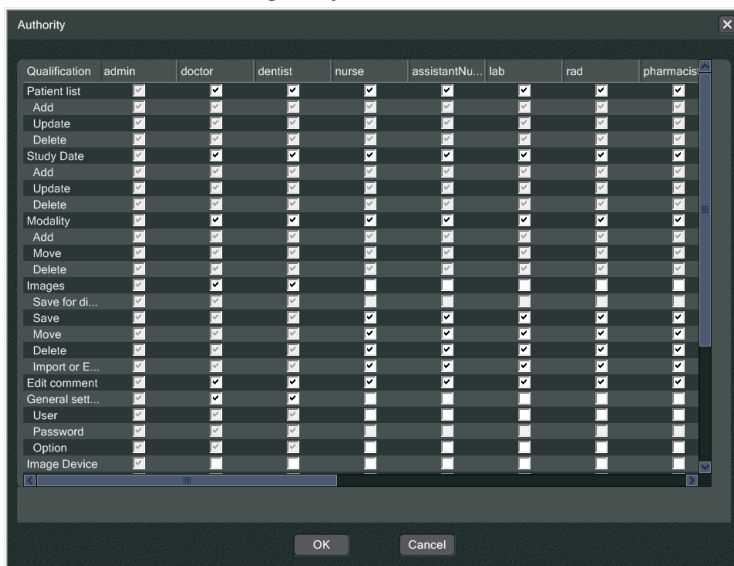 Authority
Qualification admin doctor dentist nurse assistantNu... lab rad pharmacis
Patient list
Add
Update
Delete
Study Date
Add
Update
Delete
Modality
Add
Move
Delete
Images
Save for di...
Save
Move
Delete
Import or E...
Edit comment
General sett...
User
Password
Option
Image Device
OK Cancel